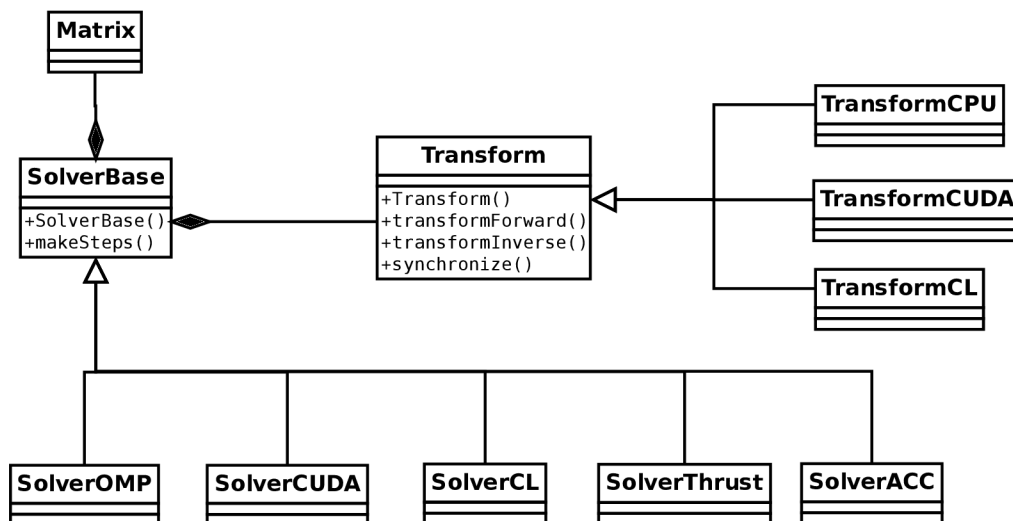 Matrix
TransformCPU
SolverBase
+SolverBase()
+makeSteps()
Transform
+Transform()
+transformForward()
+transformInverse()
+synchronize()
TransformCUDA
TransformCL
SolverOMP
SolverCUDA
SolverCL
SolverThrust
SolverACC